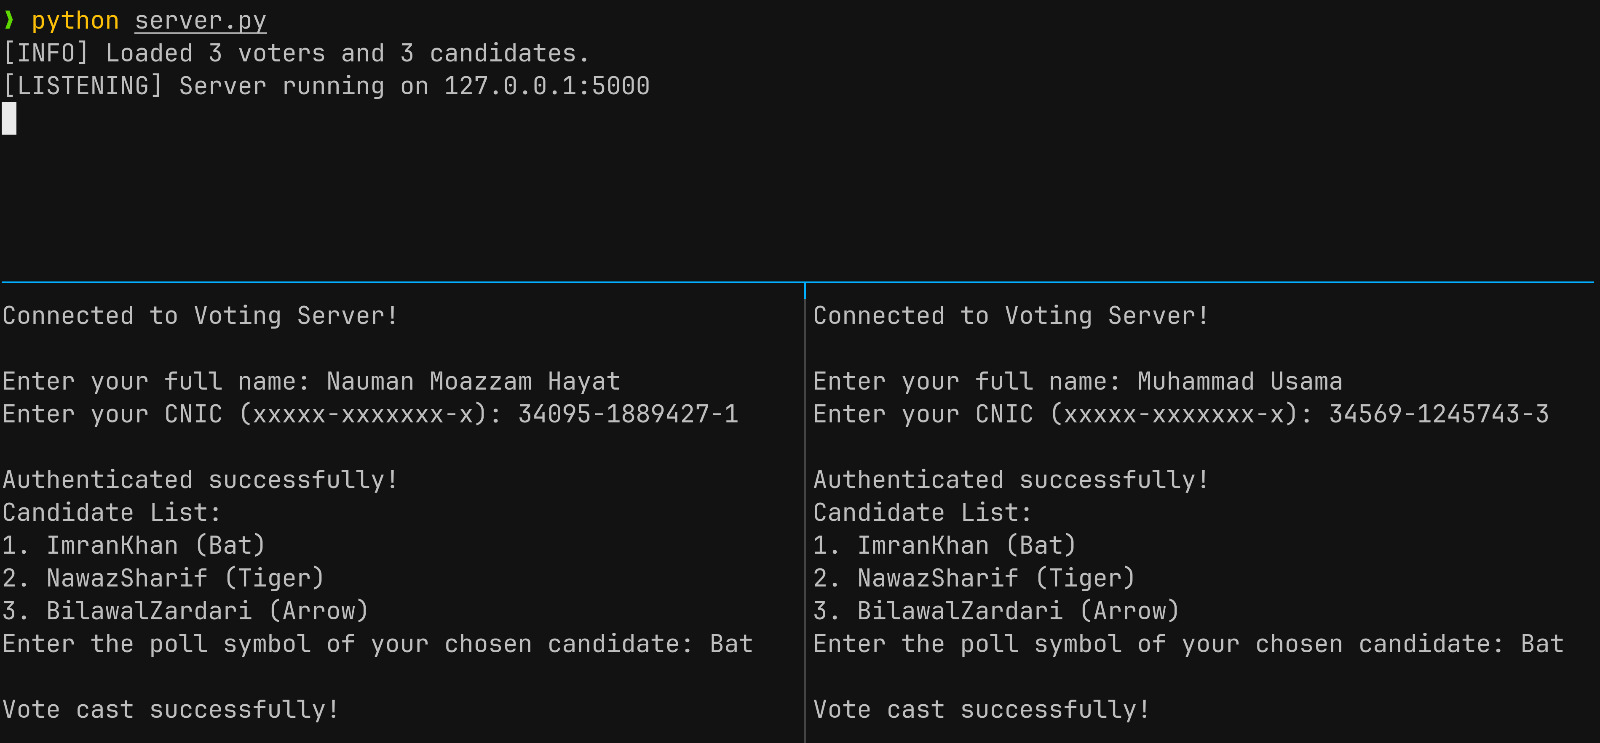 ❱ python server.py
[INFO] Loaded 3 voters and 3 candidates.
[LISTENING] Server running on 127.0.0.1:5000
Connected to Voting Server!
Enter your full name: Nauman Moazzam Hayat
Enter your CNIC (xxxxx-xxxxxxx-x): 34095-1889427-1
Authenticated successfully!
Candidate List:
1. ImranKhan (Bat)
2. NawazSharif (Tiger)
3. BilawalZardari (Arrow)
Enter the poll symbol of your chosen candidate: Bat
Vote cast successfully!
Connected to Voting Server!
Enter your full name: Muhammad Usama
Enter your CNIC (xxxxx-xxxxxxx-x): 34569-1245743-3
Authenticated successfully!
Candidate List:
1. ImranKhan (Bat)
2. NawazSharif (Tiger)
3. BilawalZardari (Arrow)
Enter the poll symbol of your chosen candidate: Bat
Vote cast successfully!